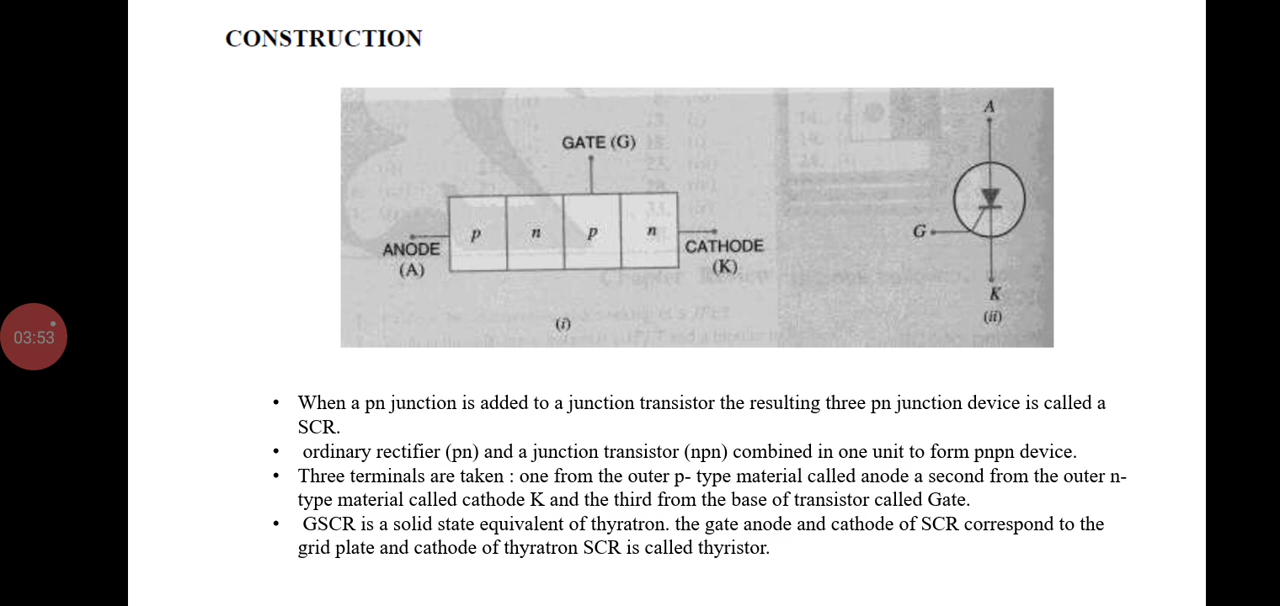 CONSTRUCTION
A
GATE (G)
p n p n
G
ANODE
(A)
CATHODE
(K)
K
(i)
(ii)
03:53
• When a pn junction is added to a junction transistor the resulting three pn junction device is called a
SCR.
• ordinary rectifier (pn) and a junction transistor (npn) combined in one unit to form pnpn device.
• Three terminals are taken : one from the outer p- type material called anode a second from the outer n-
type material called cathode K and the third from the base of transistor called Gate.
• GSCR is a solid state equivalent of thyratron. the gate anode and cathode of SCR correspond to the
grid plate and cathode of thyratron SCR is called thyristor.